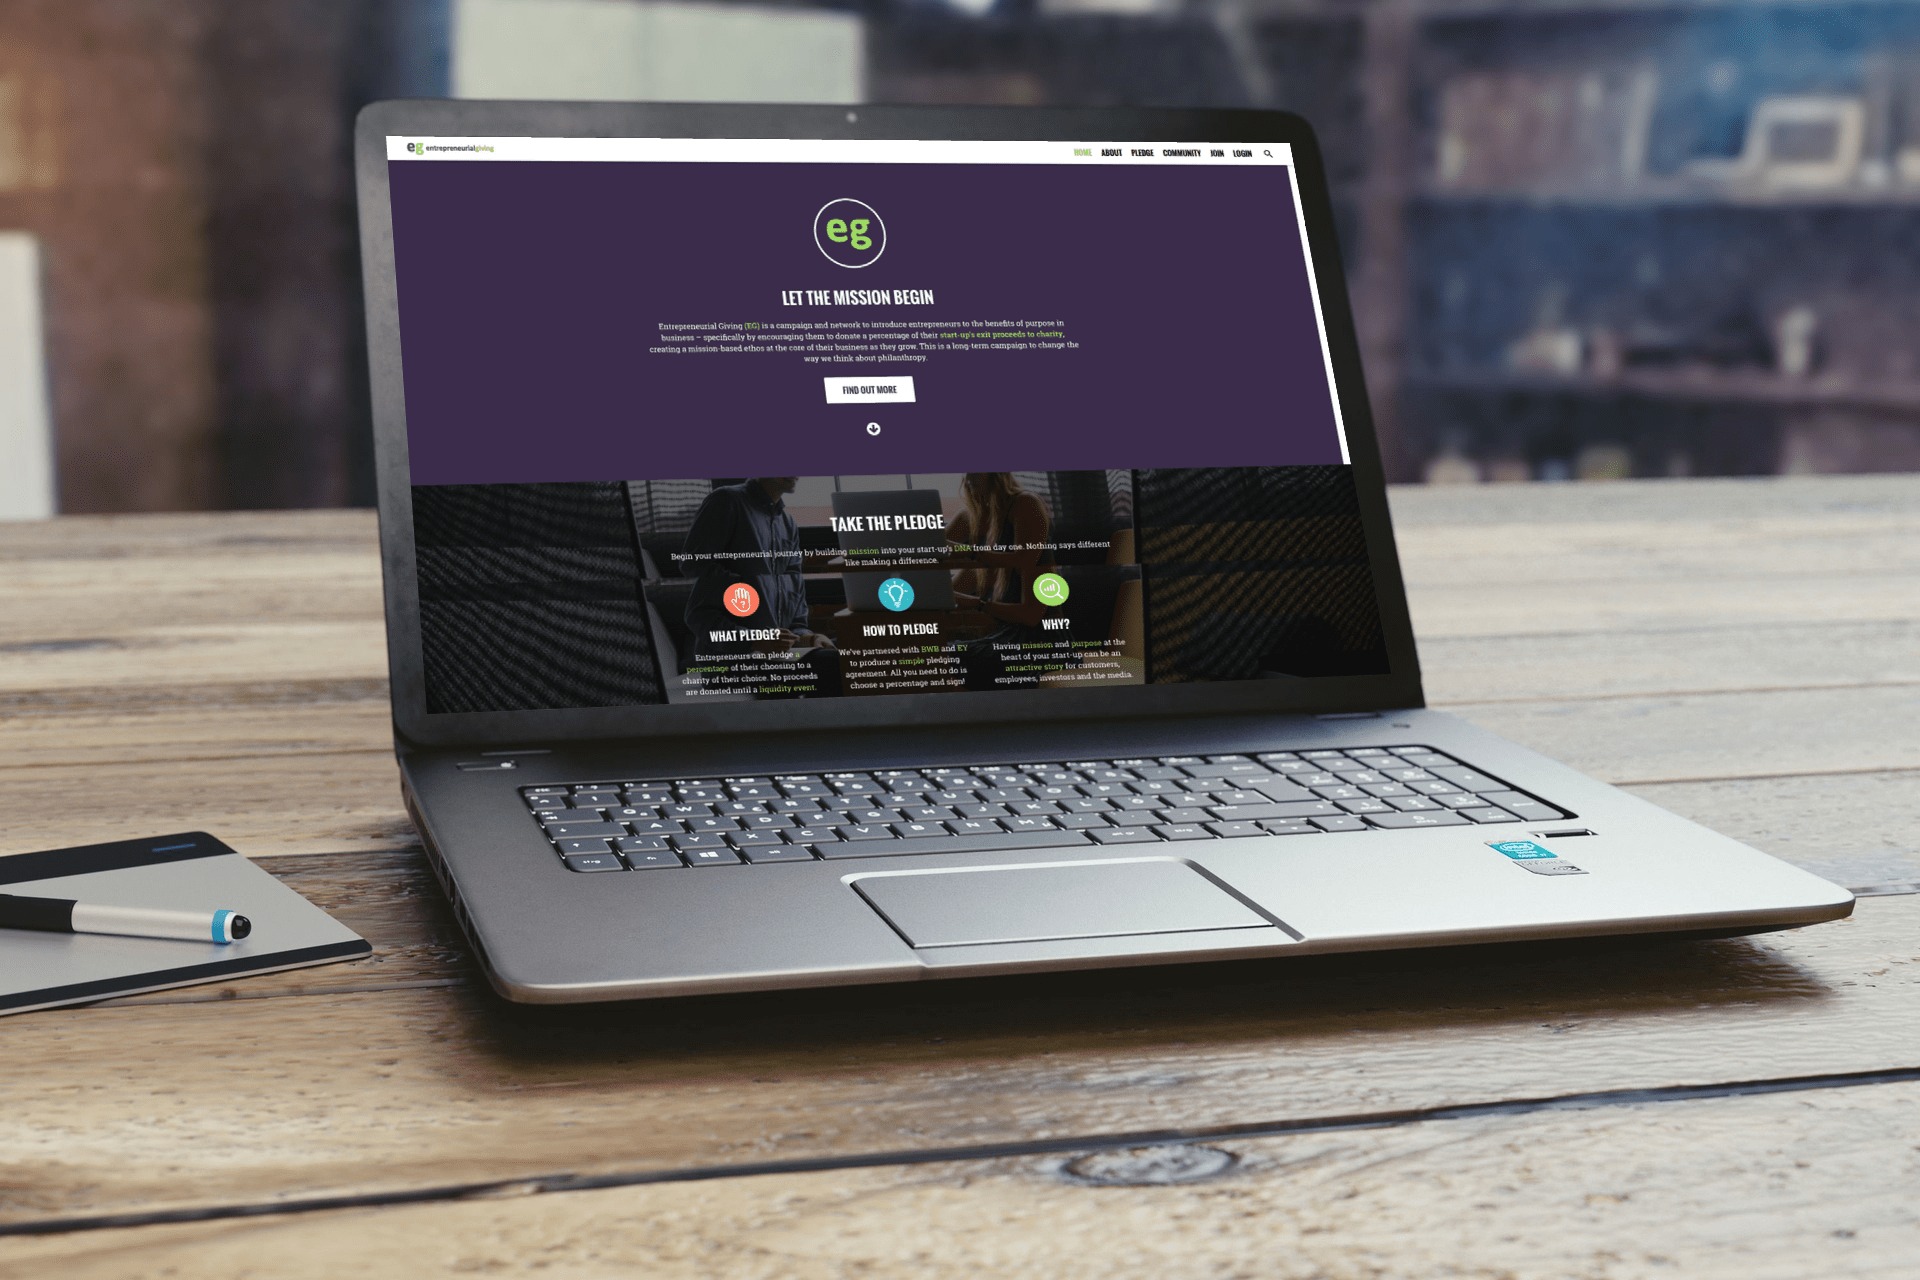 eg entrepreneurialgiving
HOME ABOUT PLEDGE COMMUNITY JOIN LOGIN
eg
LET THE MISSION BEGIN
Entrepreneurial Giving (EG) is a campaign and network to introduce entrepreneurs to the benefits of purpose in
business – specifically by encouraging them to donate a percentage of their start-up's exit proceeds to charity,
creating a mission-based ethos at the core of their business as they grow. This is a long-term campaign to change the
way we think about philanthropy.
FIND OUT MORE
TAKE THE PLEDGE
Begin your entrepreneurial journey by building mission into your start-up's DNA from day one. Nothing says different
like making a difference.
WHAT PLEDGE?
Entrepreneurs can pledge a
percentage of their choosing to a
charity of their choice. No proceeds
are donated until a liquidity event.
HOW TO PLEDGE
We've partnered with BWB and EY
to produce a simple pledging
agreement. All you need to do is
choose a percentage and sign!
WHY?
Having mission and purpose at the
heart of your start-up can be an
attractive story for customers,
employees, investors and the media.
Q W E R T
A S D F G H J K L
Y X C V B N M
fn
intel